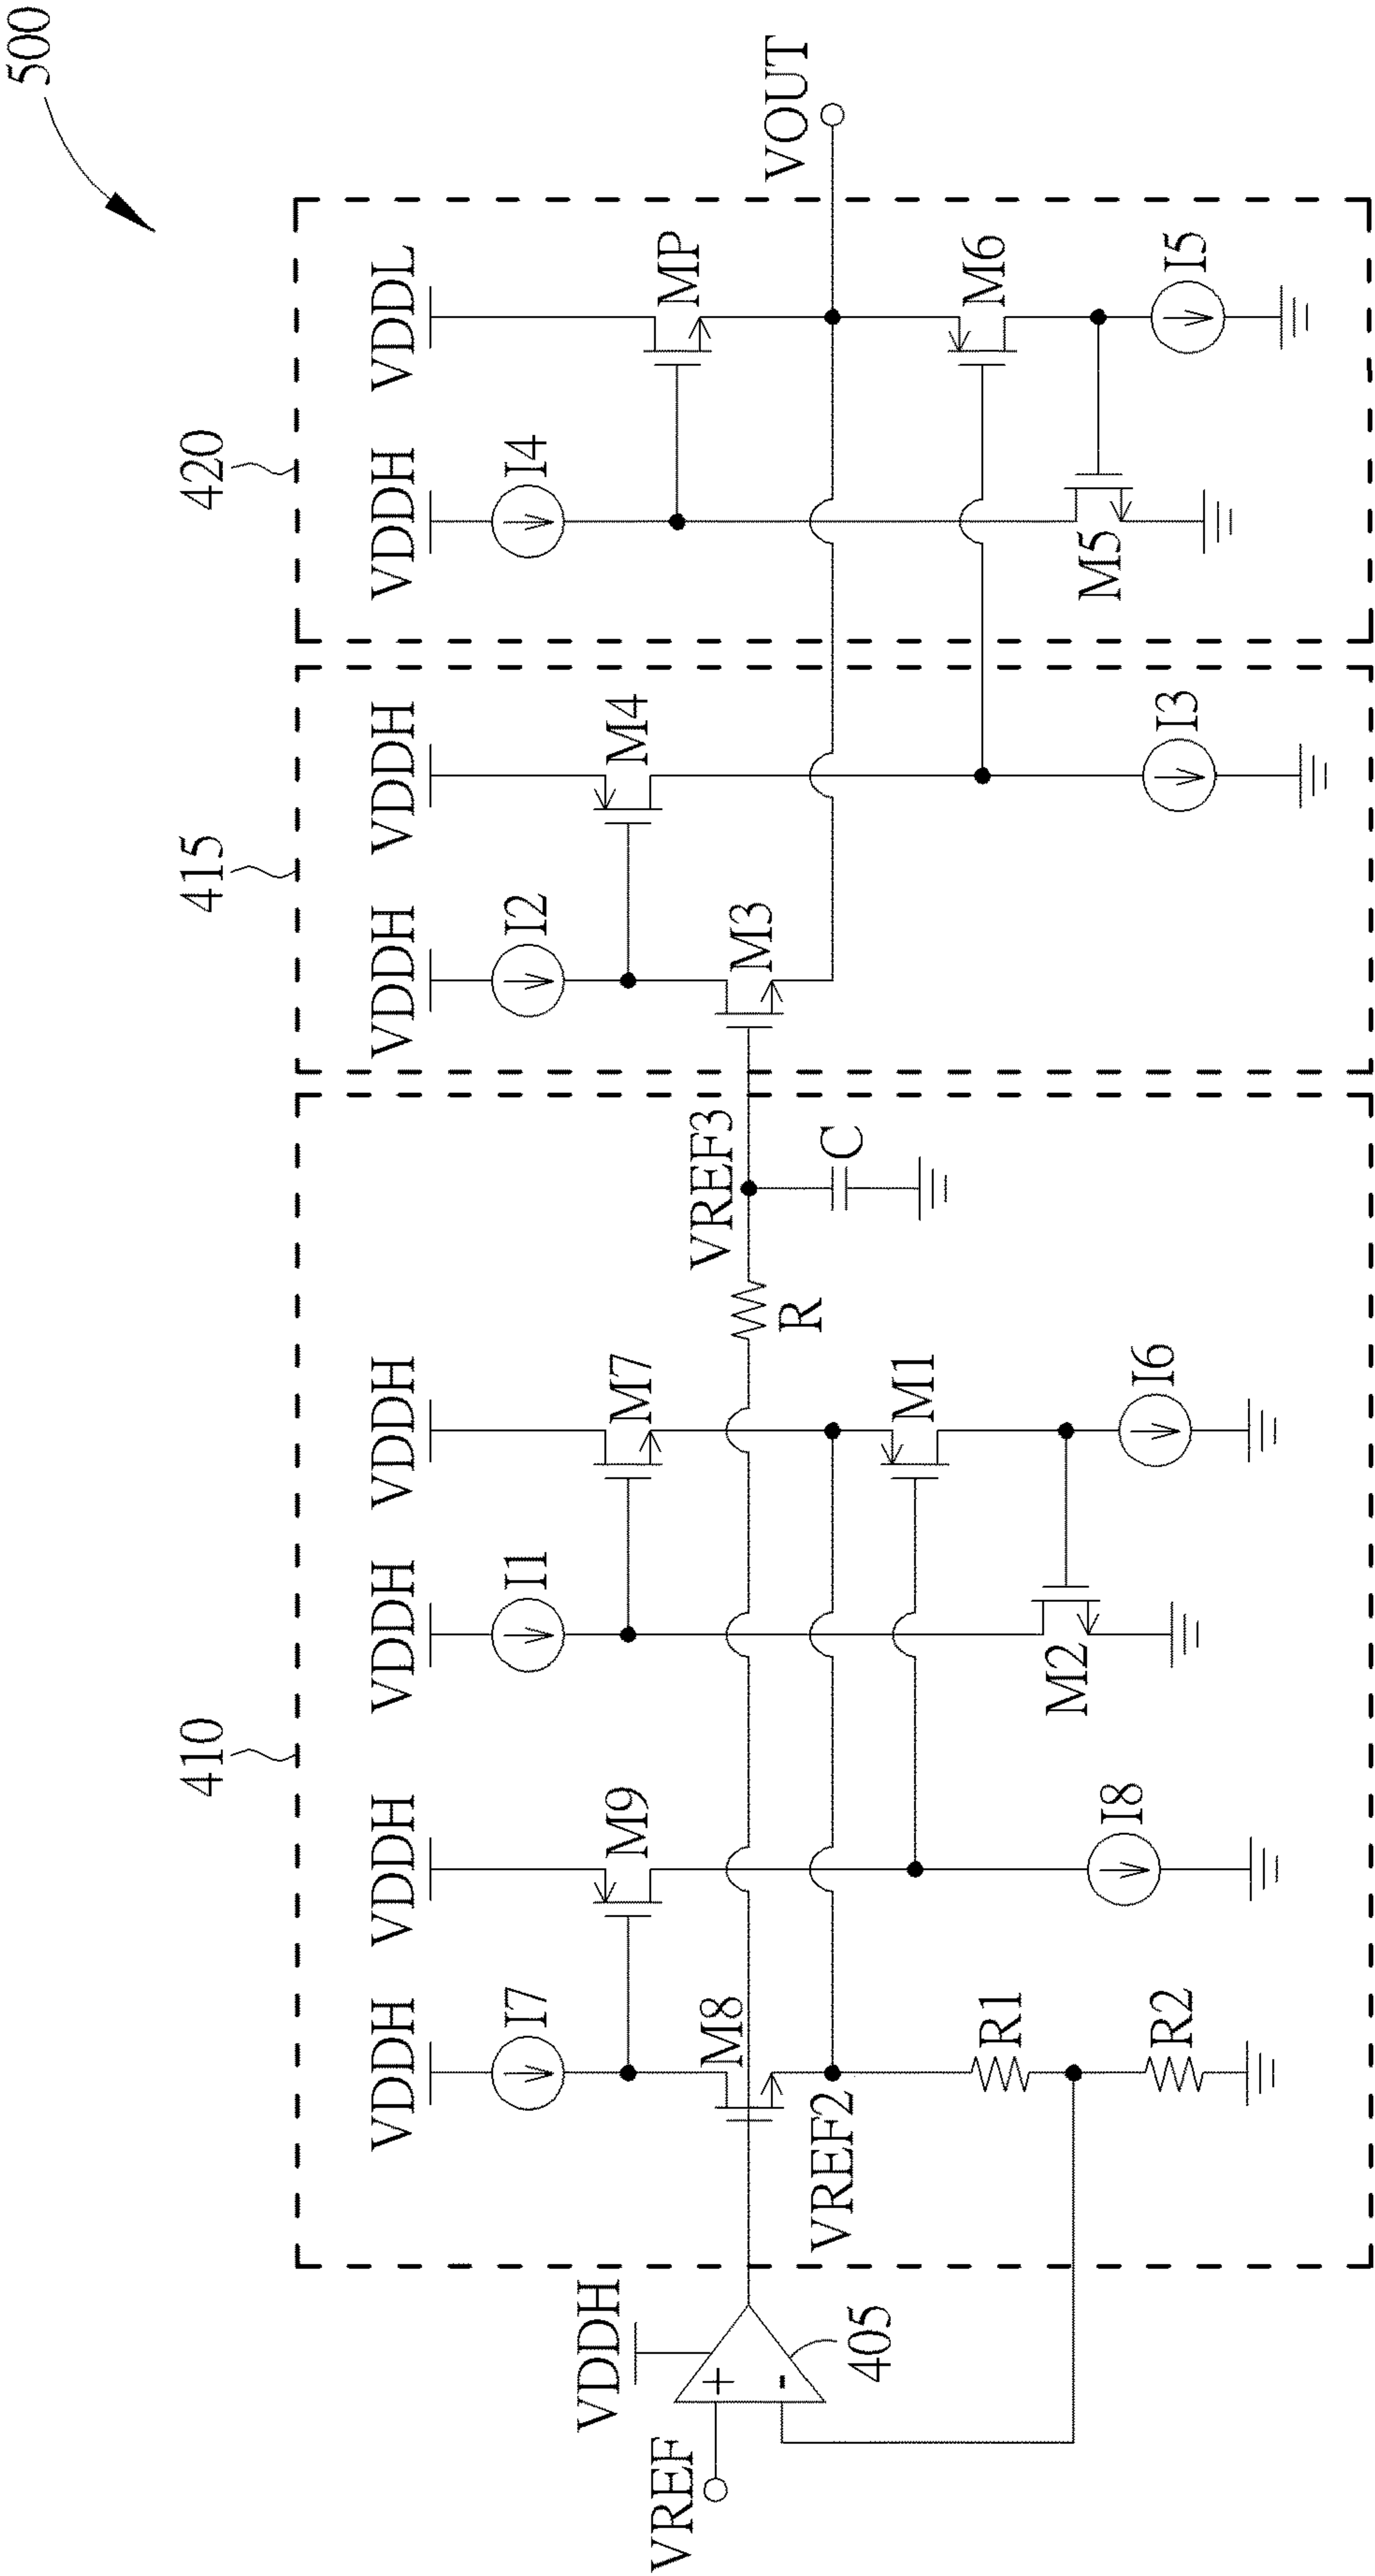 500
410
415
420
VREF
VDDH
405
VDDH
I7
M8
VREF2
R1
R2
VDDH
M9
I8
VDDH
I1
M2
VDDH
M7
M1
I6
R
VREF3
C
VDDH
I2
M3
VDDH
M4
I3
VDDH
I4
M5
VDDL
MP
M6
I5
VOUT
+
-